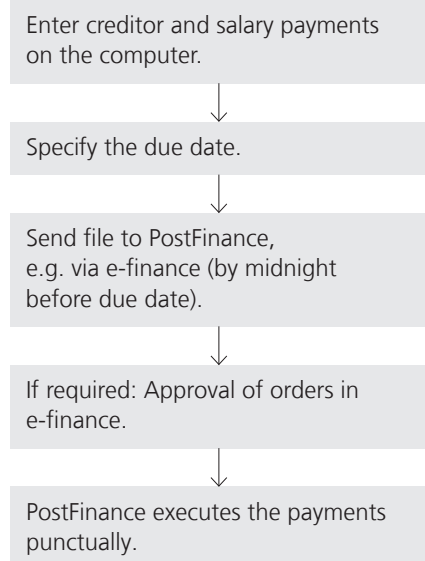 Enter creditor and salary payments
on the computer.
Specify the due date.
Send file to PostFinance,
e.g. via e-finance (by midnight
before due date).
If required: Approval of orders in
e-finance.
PostFinance executes the payments
punctually.